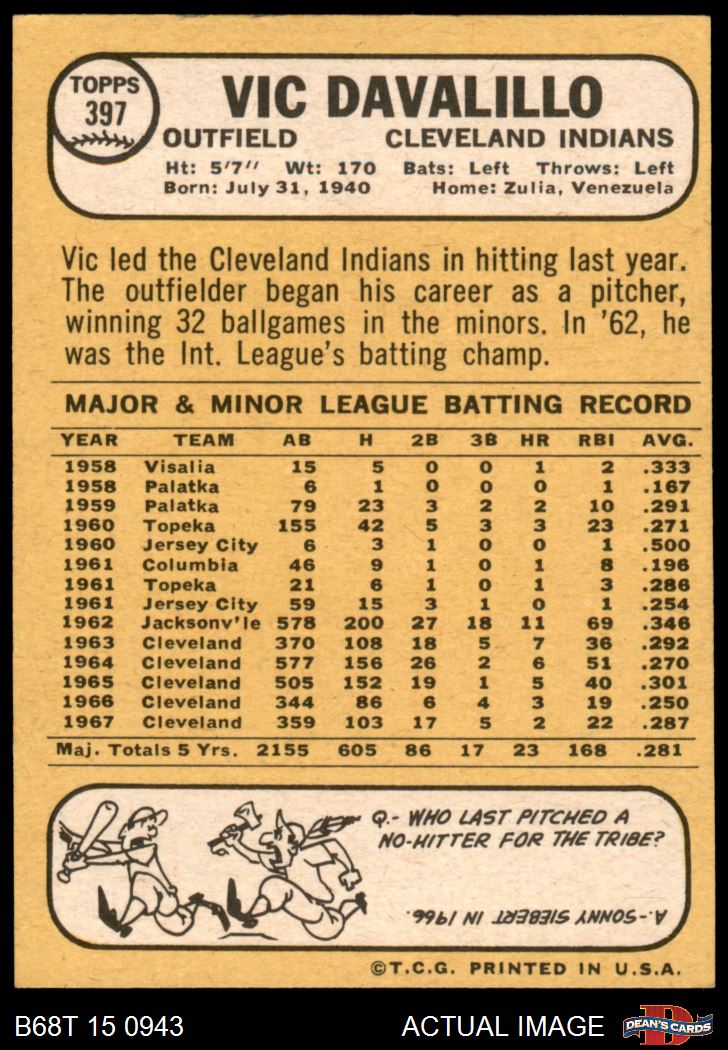 TOPPS
397
VIC DAVALILLO
OUTFIELD CLEVELAND INDIANS
Ht: 5'7" Wt: 170 Bats: Left Throws: Left
Born: July 31, 1940 Home: Zulia, Venezuela
Vic led the Cleveland Indians in hitting last year.
The outfielder began his career as a pitcher,
winning 32 ballgames in the minors. In '62, he
was the Int. League's batting champ.
MAJOR & MINOR LEAGUE BATTING RECORD
YEAR TEAM AB H 2B 3B HR RBI AVG.
1958 Visalia 15 5 0 0 1 2 .333
1958 Palatka 6 1 0 0 0 1 .167
1959 Palatka 79 23 3 2 2 10 .291
1960 Topeka 155 42 5 3 3 23 .271
1960 Jersey City 6 3 1 0 0 1 .500
1961 Columbia 46 9 1 0 1 8 .196
1961 Topeka 21 6 1 0 1 3 .286
1961 Jersey City 59 15 3 1 0 1 .254
1962 Jacksonv'le 578 200 27 18 11 69 .346
1963 Cleveland 370 108 18 5 7 36 .292
1964 Cleveland 577 156 26 2 6 51 .270
1965 Cleveland 505 152 19 1 5 40 .301
1966 Cleveland 344 86 6 4 3 19 .250
1967 Cleveland 359 103 17 5 2 22 .287
Maj. Totals 5 Yrs. 2155 605 86 17 23 168 .281
Q.- WHO LAST PITCHED A
NO-HITTER FOR THE TRIBE?
A.- SONNY SIEBERT IN 1966.
©T.C.G. PRINTED IN U.S.A.
B68T 15 0943 ACTUAL IMAGE
D
DEAN'S CARDS